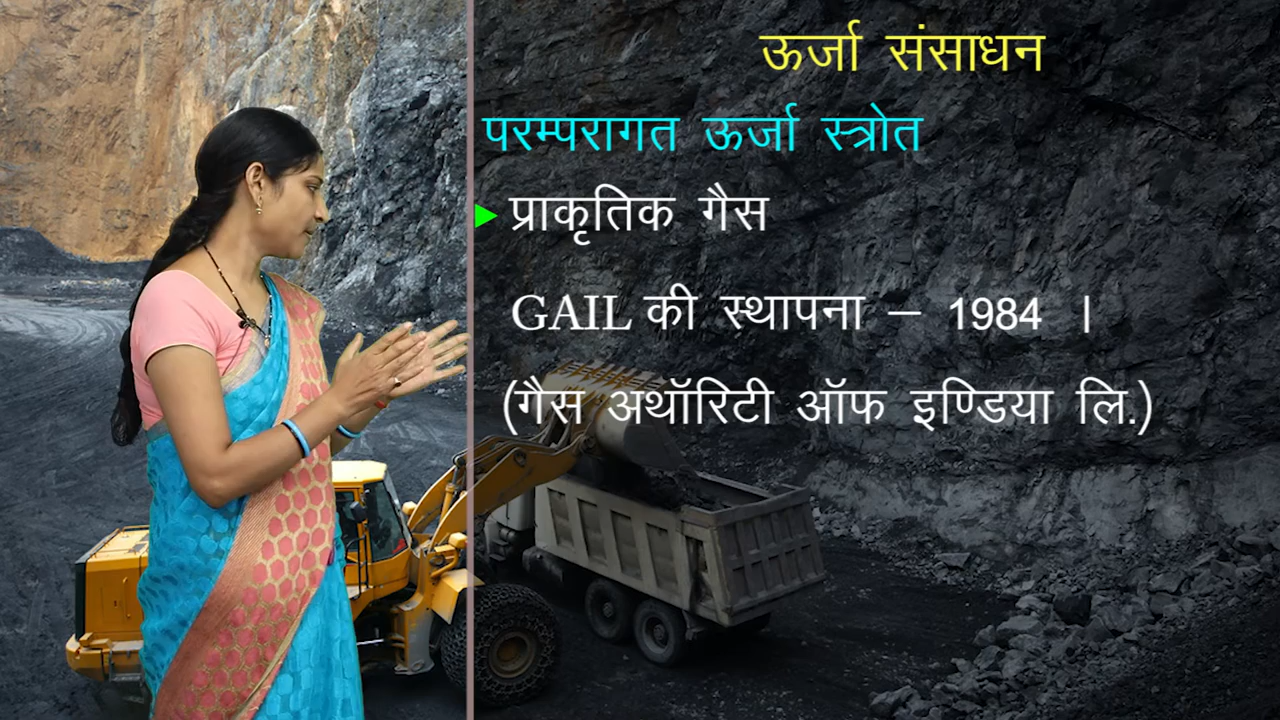 ऊर्जा संसाधन
परम्परागत ऊर्जा स्त्रोत
प्राकृतिक गैस
GAIL की स्थापना – 1984 ।
(गैस अथॉरिटी ऑफ इण्डिया लि.)